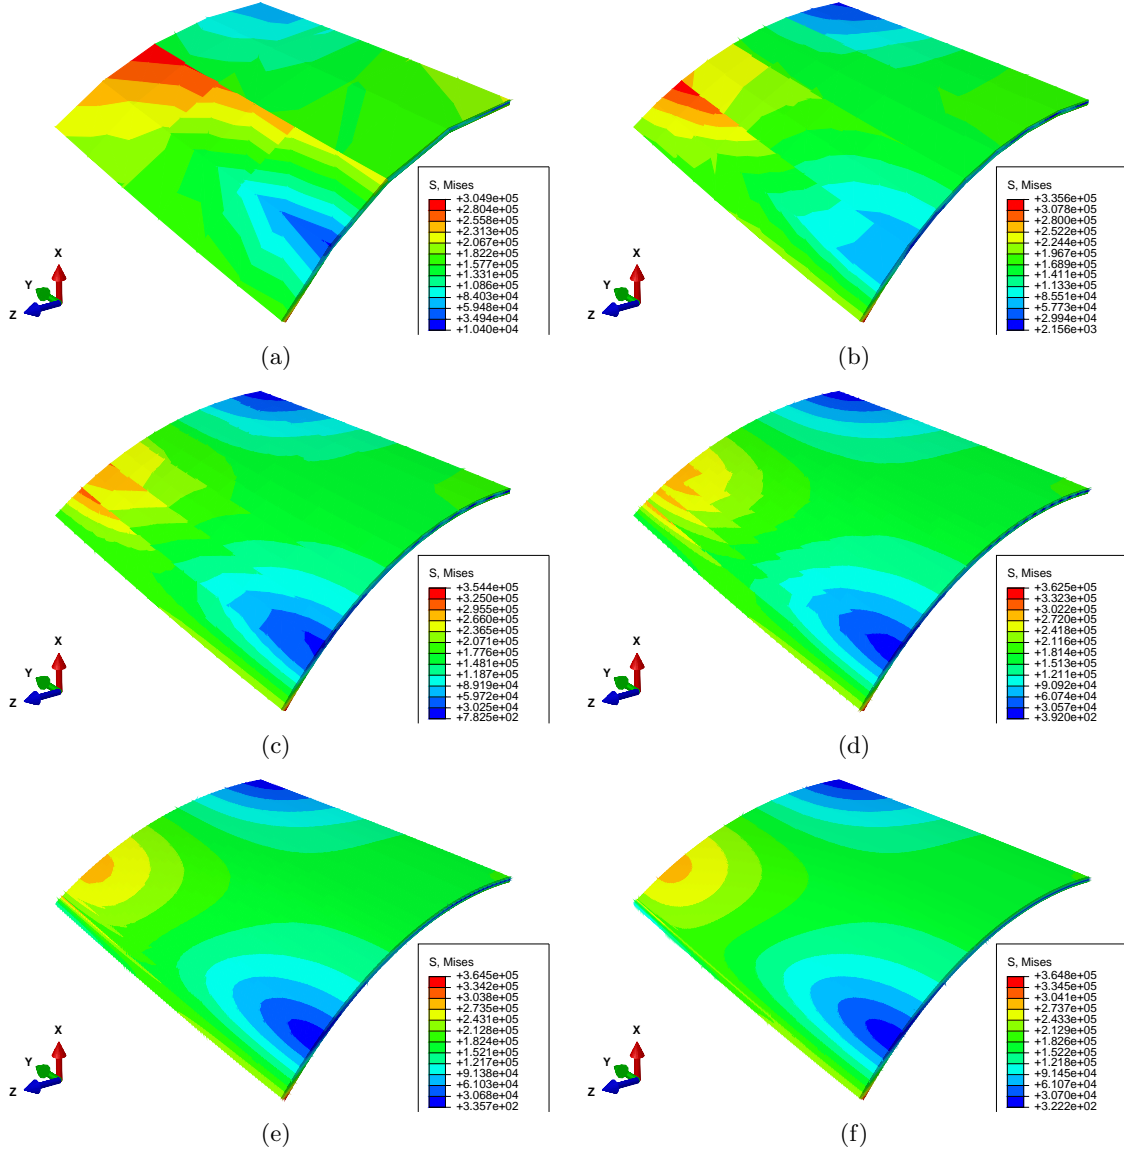 S, Mises
+3.049e+05
+2.804e+05
+2.558e+05
+2.313e+05
+2.067e+05
+1.822e+05
+1.577e+05
+1.331e+05
+1.086e+05
+8.403e+04
+5.948e+04
+3.494e+04
+1.040e+04
X
Y
Z
(a)
S, Mises
+3.356e+05
+3.078e+05
+2.800e+05
+2.522e+05
+2.244e+05
+1.967e+05
+1.689e+05
+1.411e+05
+1.133e+05
+8.551e+04
+5.773e+04
+2.994e+04
+2.156e+03
X
Y
Z
(b)
S, Mises
+3.544e+05
+3.250e+05
+2.955e+05
+2.660e+05
+2.365e+05
+2.071e+05
+1.776e+05
+1.481e+05
+1.187e+05
+8.919e+04
+5.972e+04
+3.025e+04
+7.825e+02
X
Y
Z
(c)
S, Mises
+3.625e+05
+3.323e+05
+3.022e+05
+2.720e+05
+2.418e+05
+2.116e+05
+1.814e+05
+1.513e+05
+1.211e+05
+9.092e+04
+6.074e+04
+3.057e+04
+3.920e+02
X
Y
Z
(d)
S, Mises
+3.645e+05
+3.342e+05
+3.038e+05
+2.735e+05
+2.431e+05
+2.128e+05
+1.824e+05
+1.521e+05
+1.217e+05
+9.138e+04
+6.103e+04
+3.068e+04
+3.357e+02
X
Y
Z
(e)
S, Mises
+3.648e+05
+3.345e+05
+3.041e+05
+2.737e+05
+2.433e+05
+2.129e+05
+1.826e+05
+1.522e+05
+1.218e+05
+9.145e+04
+6.107e+04
+3.070e+04
+3.222e+02
X
Y
Z
(f)